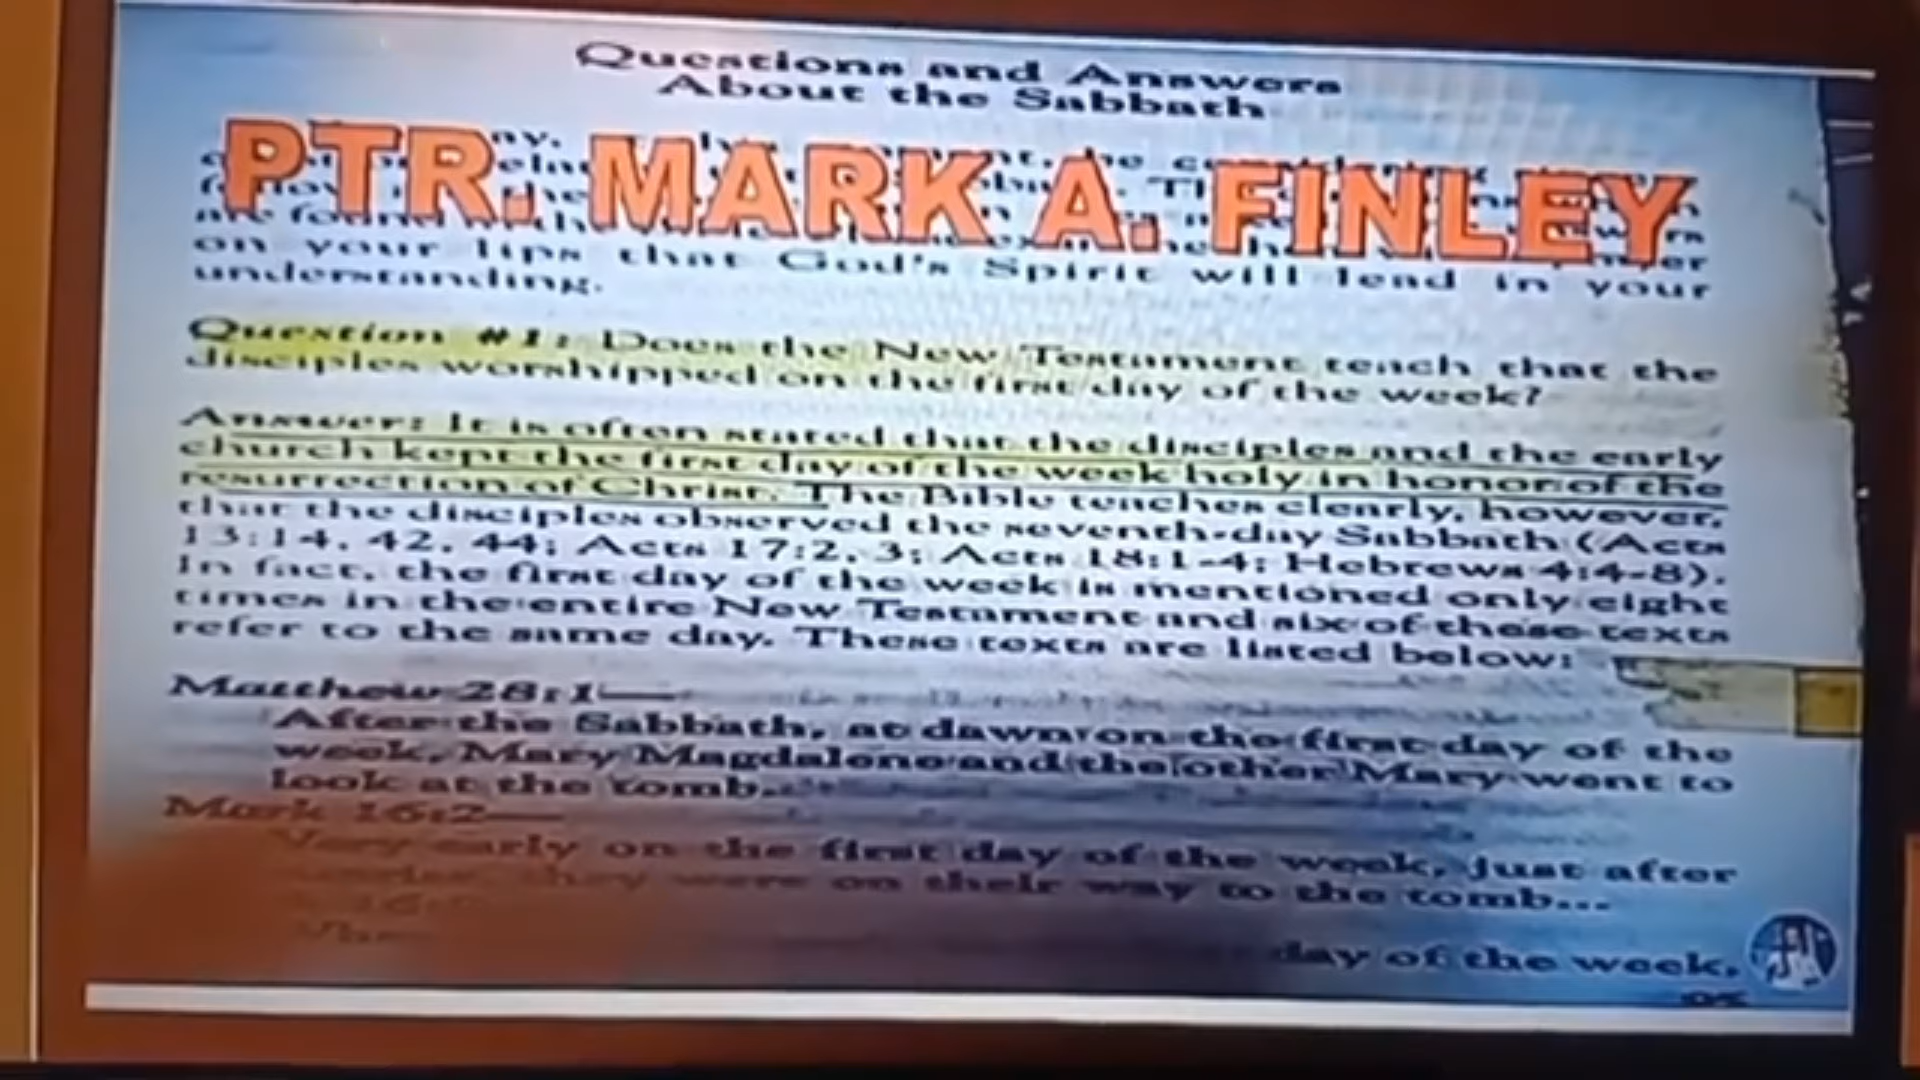 Questions and Answers
About the Sabbath
PTR. MARK A. FINLEY
on your lips that God's Spirit will lead in your
understanding.
Question #1: Does the New Testament teach that the
disciples worshipped on the first day of the week?
Answer: It is often stated that the disciples and the early
church kept the first day of the week holy in honor of the
resurrection of Christ. The Bible teaches clearly, however,
that the disciples observed the seventh-day Sabbath (Acts
13:14, 42, 44; Acts 17:2, 3; Acts 18:1-4; Hebrews 4:4-8).
In fact, the first day of the week is mentioned only eight
times in the entire New Testament and six of these texts
refer to the same day. These texts are listed below:
Matthew 28:1—
After the Sabbath, at dawn on the first day of the
week, Mary Magdalene and the other Mary went to
look at the tomb.
Mark 16:2—
Very early on the first day of the week, just after
they were on their way to the tomb...
day of the week,